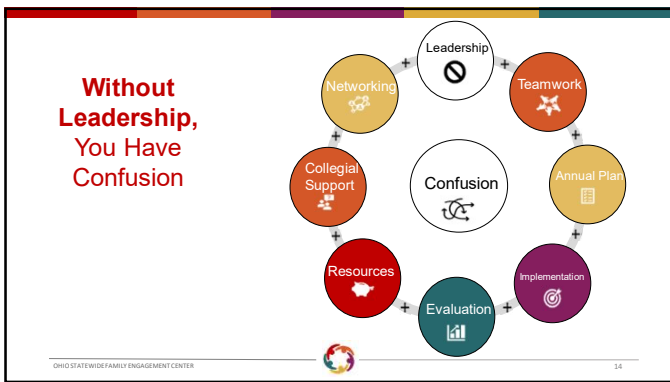 Without
Leadership,
You Have
Confusion
Leadership
Teamwork
Annual Plan
Implementation
Evaluation
Resources
Collegial
Support
Networking
Confusion
+
+
+
+
+
+
+
+
OHIO STATEWIDE FAMILY ENGAGEMENT CENTER
14